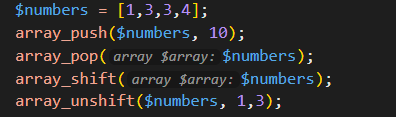 $numbers = [1,3,3,4];
array_push($numbers, 10);
array_pop( array $array: $numbers);
array_shift( array $array: $numbers);
array_unshift($numbers, 1,3);